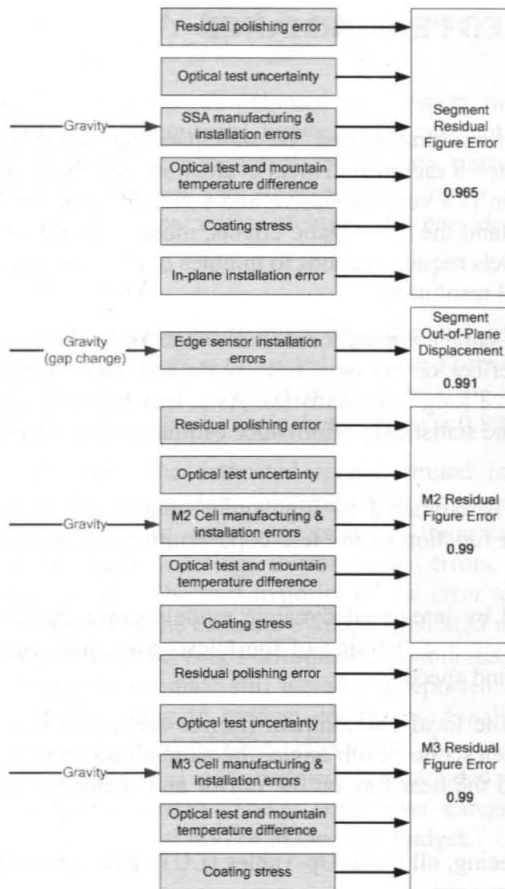 Residual polishing error
Optical test uncertainty
Gravity
SSA manufacturing &
installation errors
Optical test and mountain
temperature difference
Coating stress
In-plane installation error
Segment
Residual
Figure Error
0.965
Gravity
(gap change)
Edge sensor installation
errors
Segment
Out-of-Plane
Displacement
0.991
Residual polishing error
Optical test uncertainty
Gravity
M2 Cell manufacturing &
installation errors
Optical test and mountain
temperature difference
Coating stress
M2 Residual
Figure Error
0.99
Residual polishing error
Optical test uncertainty
Gravity
M3 Cell manufacturing &
installation errors
Optical test and mountain
temperature difference
Coating stress
M3 Residual
Figure Error
0.99